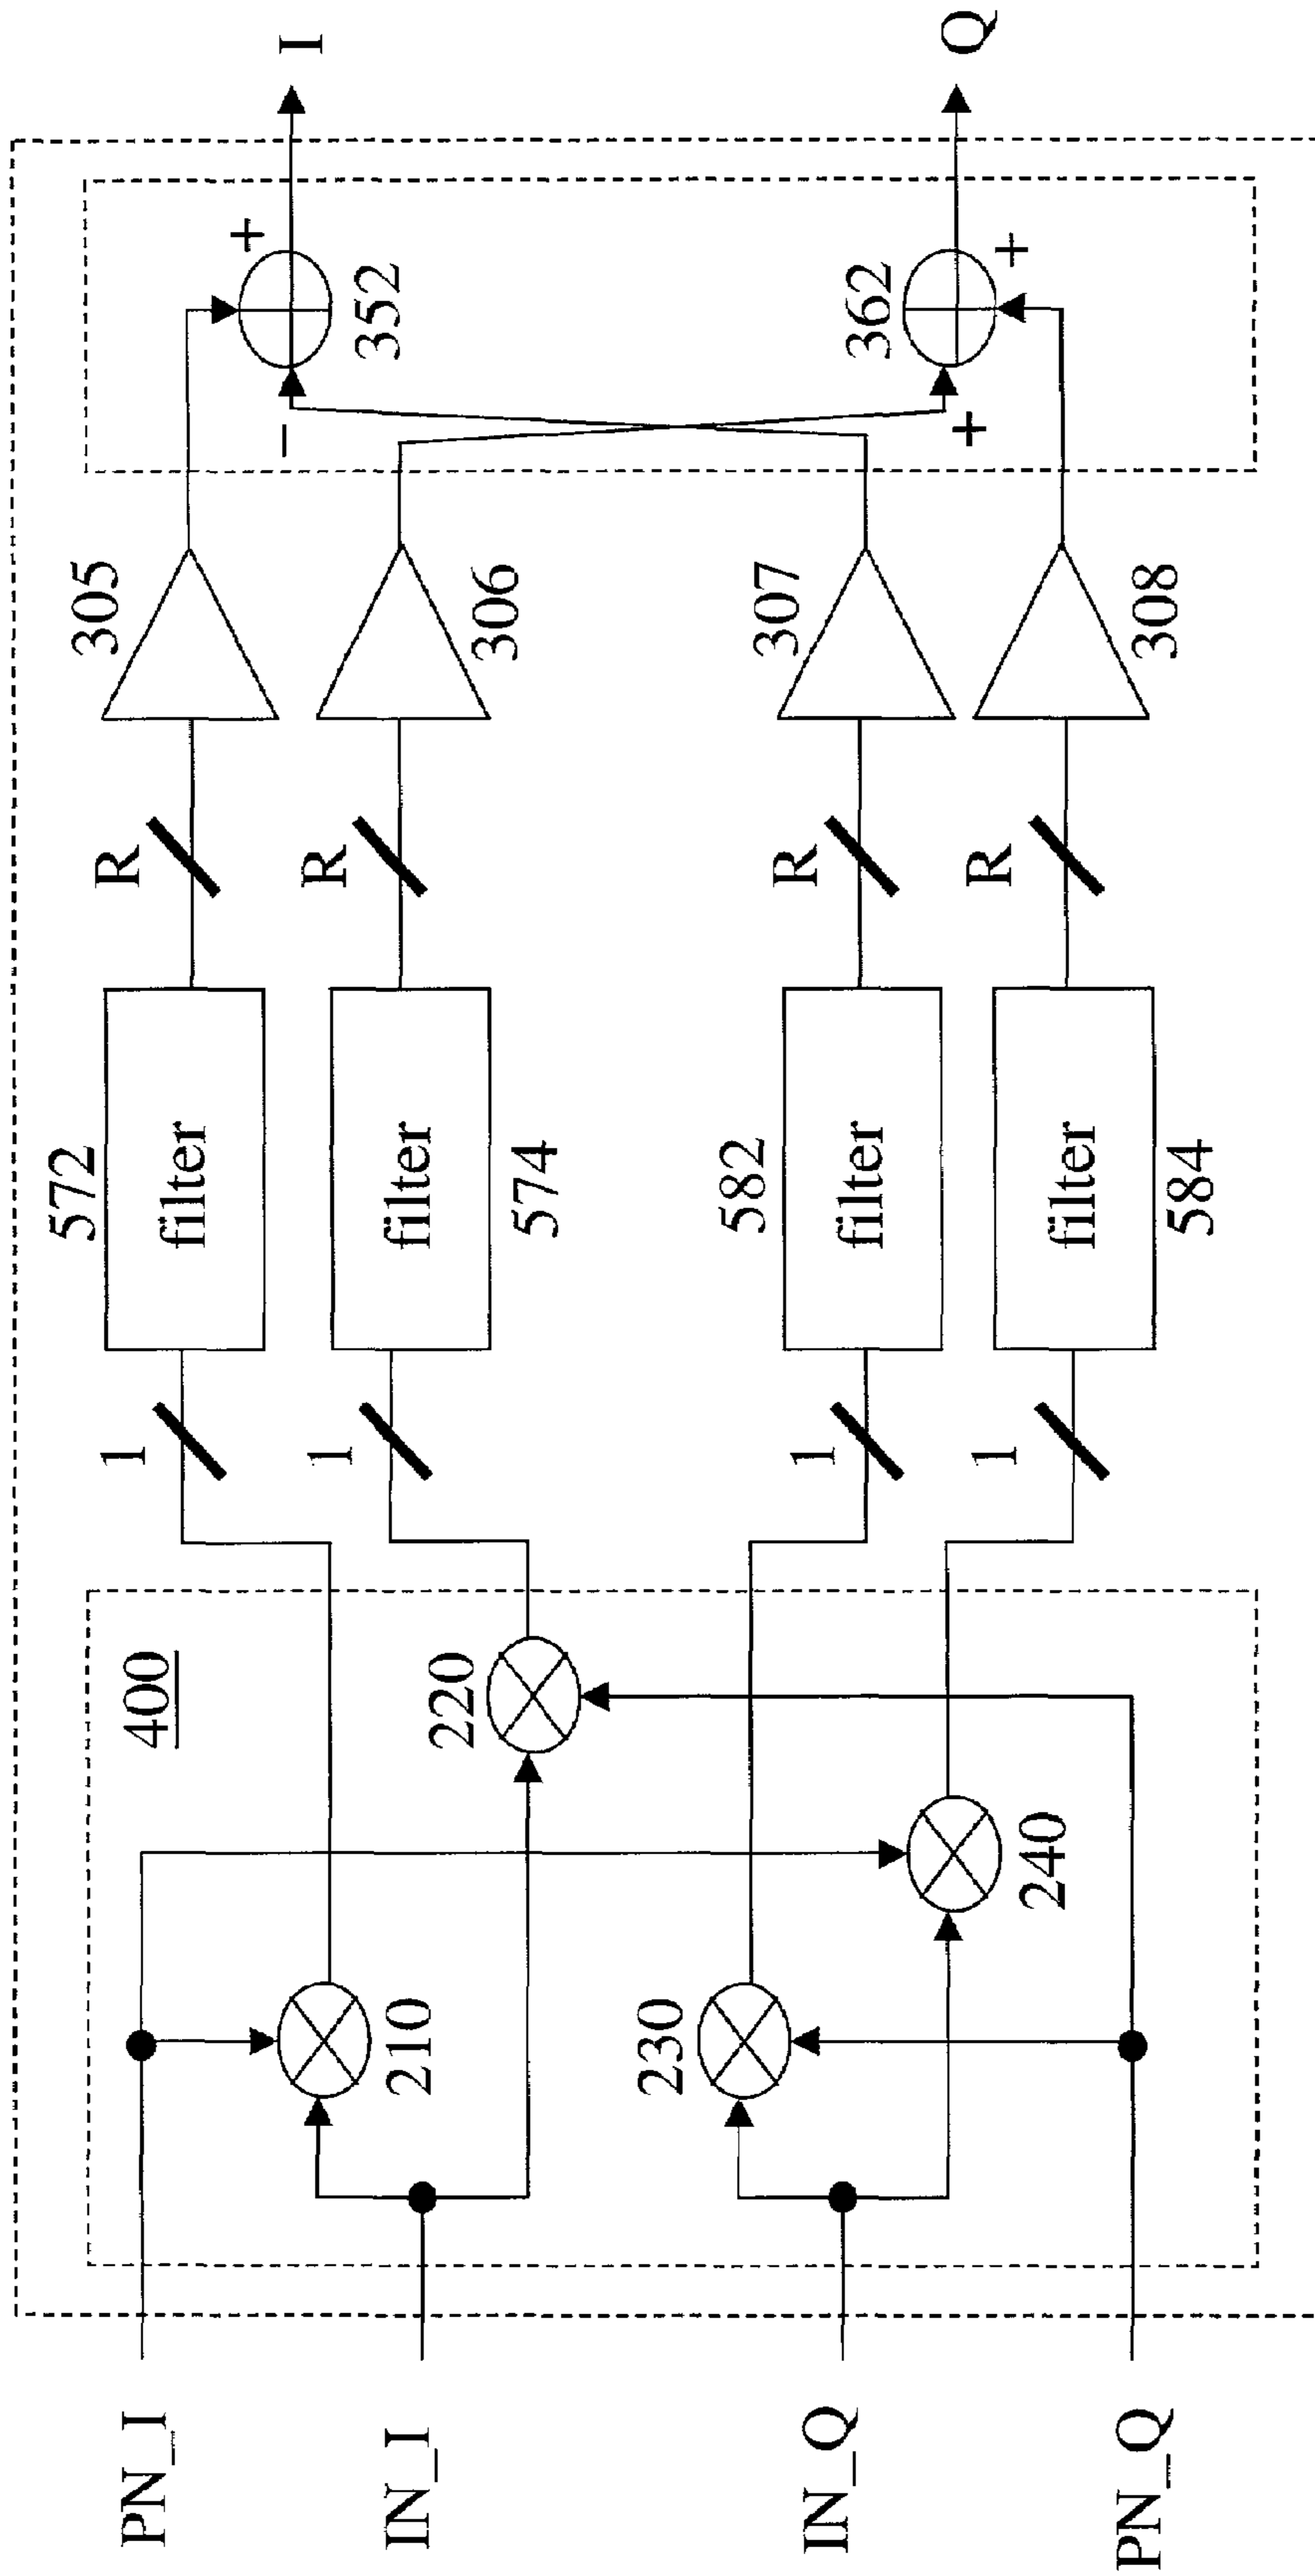 PN_I
IN_I
IN_Q
PN_Q
400
210
220
230
240
1
1
1
1
572
filter
filter
574
582
filter
filter
584
R
R
R
R
305
306
307
308
+
−
352
362
+
+
I
Q